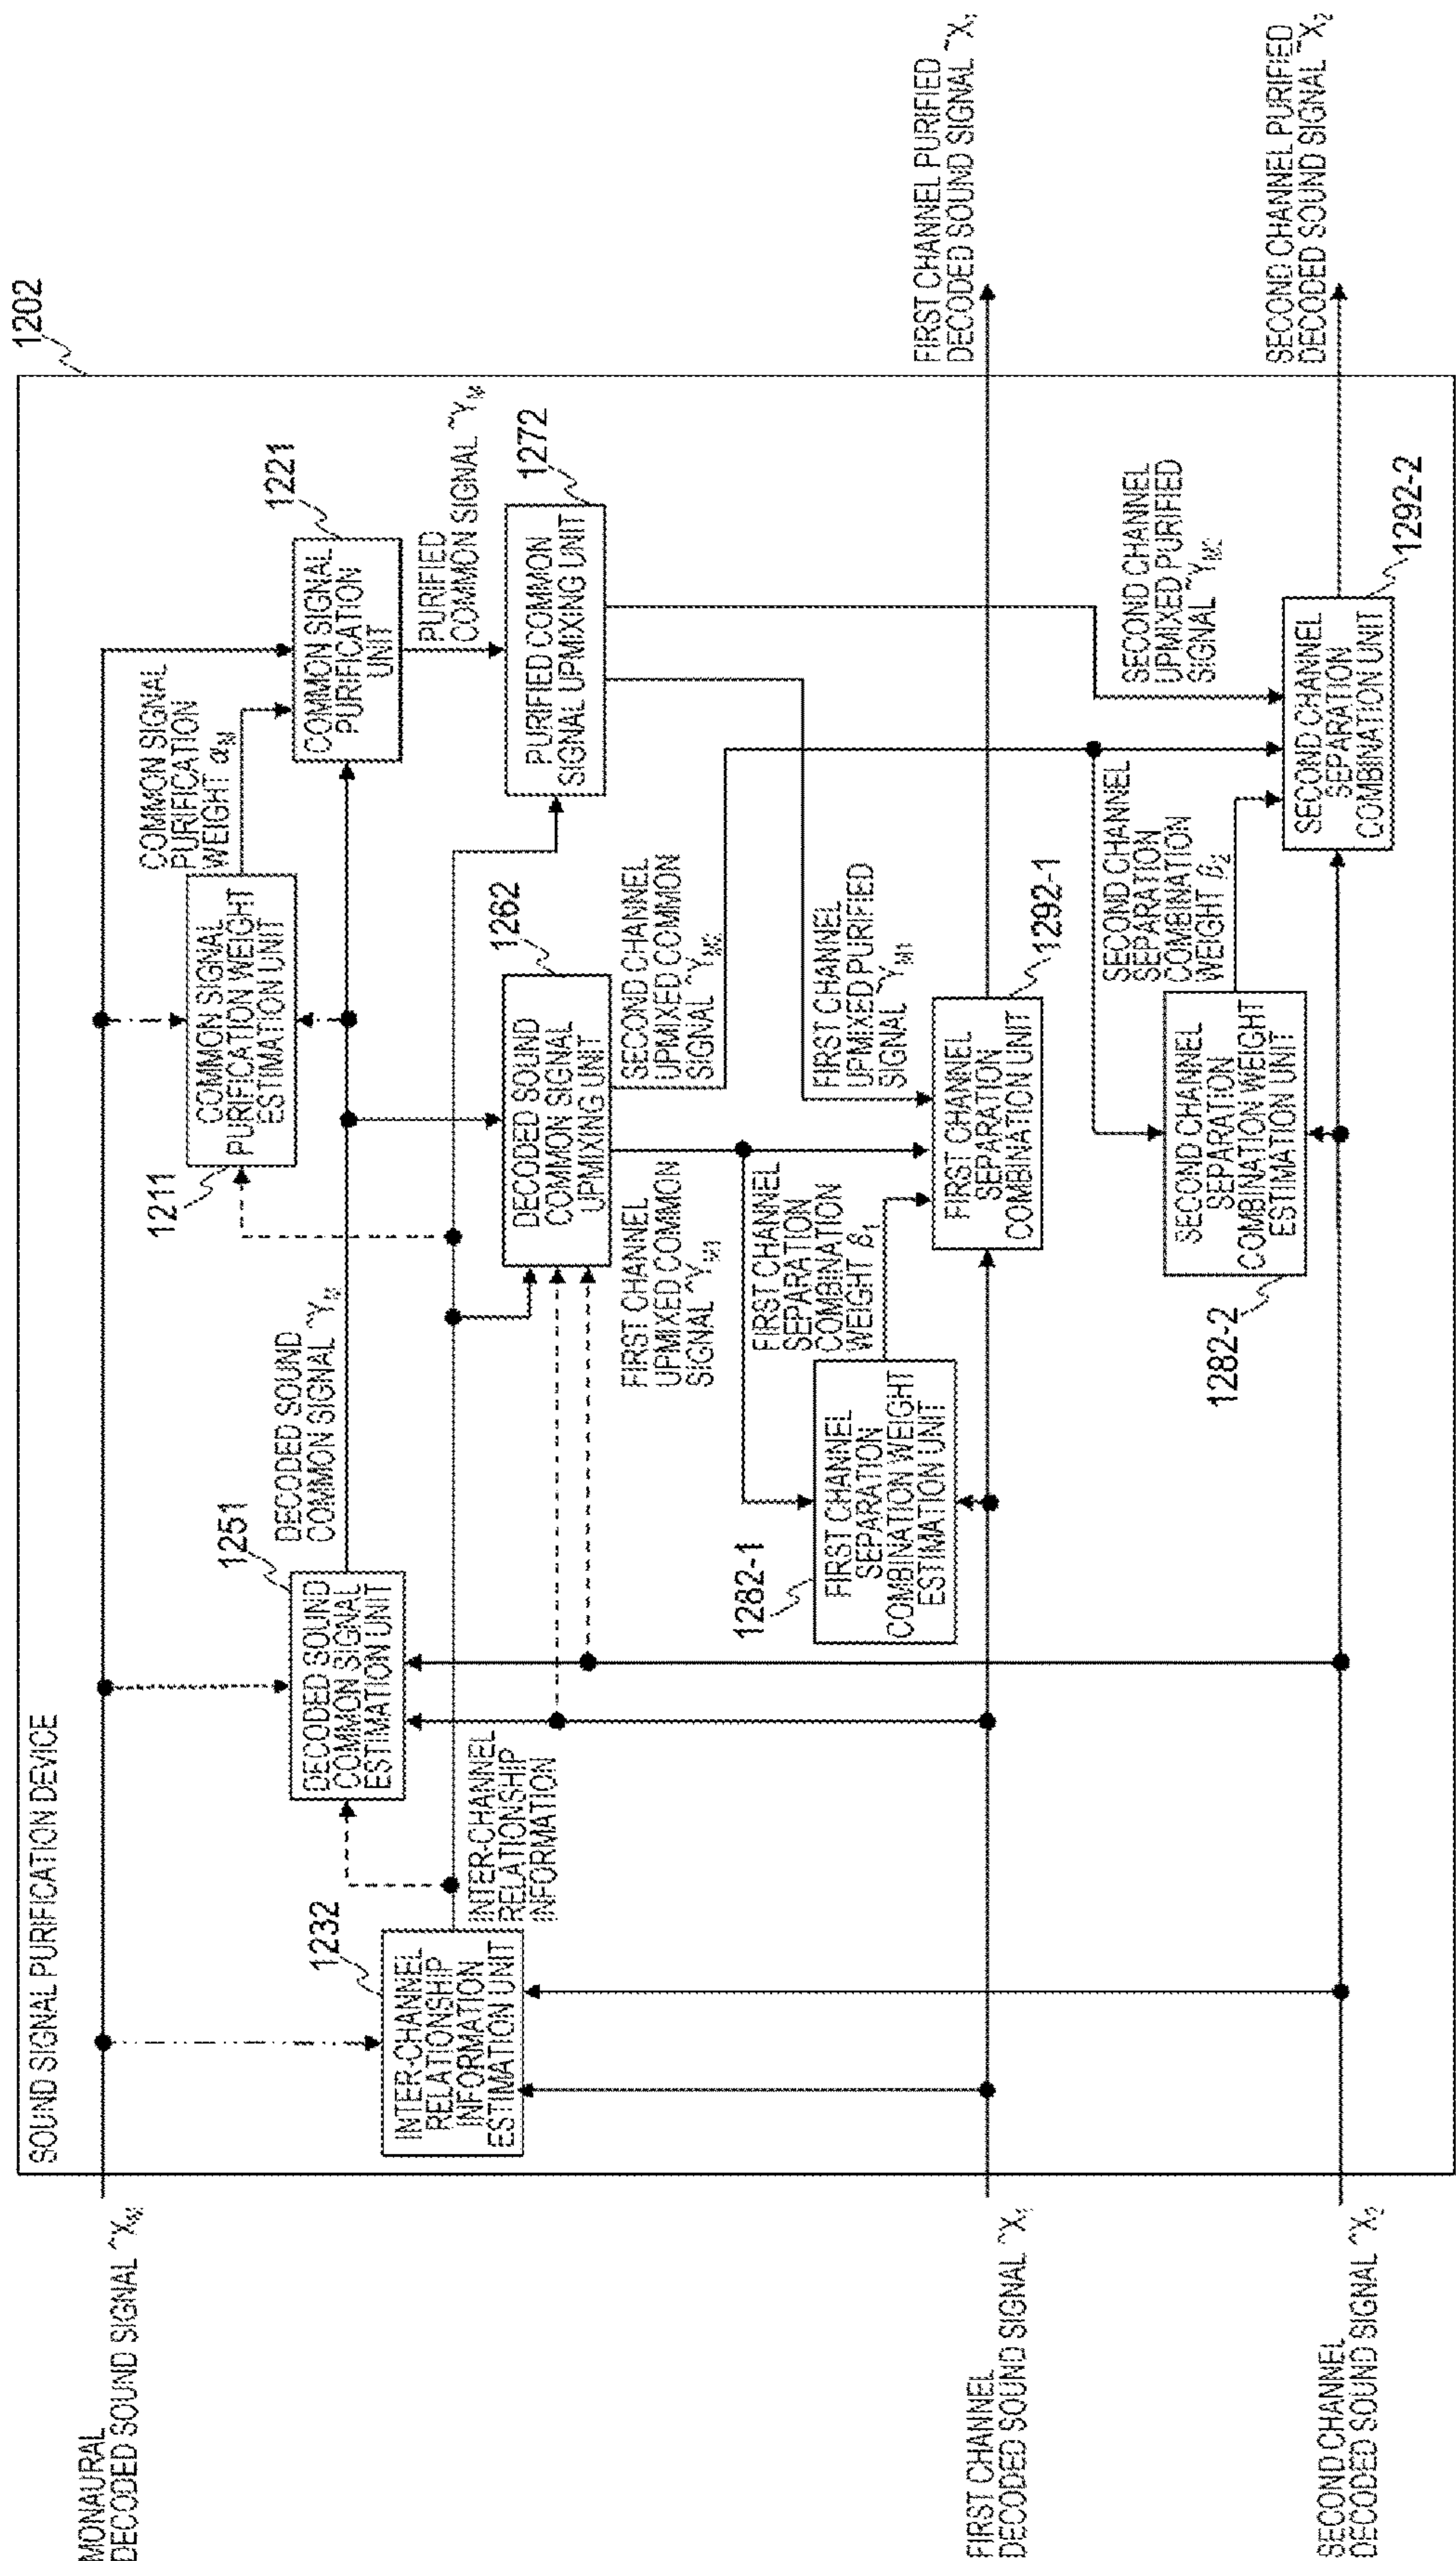 SOUND SIGNAL PURIFICATION DEVICE
1202
MONAURAL
DECODED SOUND SIGNAL ^X_M
FIRST CHANNEL
DECODED SOUND SIGNAL ^X_1
SECOND CHANNEL
DECODED SOUND SIGNAL ^X_2
1232
INTER-CHANNEL
RELATIONSHIP
INFORMATION
ESTIMATION UNIT
INTER-CHANNEL
RELATIONSHIP
INFORMATION
1251
DECODED SOUND
COMMON SIGNAL
ESTIMATION UNIT
DECODED SOUND
COMMON SIGNAL ^Y_M
1211
COMMON SIGNAL
PURIFICATION WEIGHT
ESTIMATION UNIT
COMMON SIGNAL
PURIFICATION
WEIGHT α_M
1221
COMMON SIGNAL
PURIFICATION
UNIT
PURIFIED
COMMON SIGNAL ~Y_M
1262
DECODED SOUND
COMMON SIGNAL
UPMIXING UNIT
1272
PURIFIED COMMON
SIGNAL UPMIXING UNIT
FIRST CHANNEL
UPMIXED COMMON
SIGNAL ^Y_M1
SECOND CHANNEL
UPMIXED COMMON
SIGNAL ^Y_M2
FIRST CHANNEL
UPMIXED PURIFIED
SIGNAL ~Y_M1
SECOND CHANNEL
UPMIXED PURIFIED
SIGNAL ~Y_M2
1282-1
FIRST CHANNEL
SEPARATION
COMBINATION WEIGHT
ESTIMATION UNIT
FIRST CHANNEL
SEPARATION
COMBINATION
WEIGHT β_1
1292-1
FIRST CHANNEL
SEPARATION
COMBINATION UNIT
1282-2
SECOND CHANNEL
SEPARATION
COMBINATION WEIGHT
ESTIMATION UNIT
SECOND CHANNEL
SEPARATION
COMBINATION
WEIGHT β_2
1292-2
SECOND CHANNEL
SEPARATION
COMBINATION UNIT
FIRST CHANNEL PURIFIED
DECODED SOUND SIGNAL ~X_1
SECOND CHANNEL PURIFIED
DECODED SOUND SIGNAL ~X_2